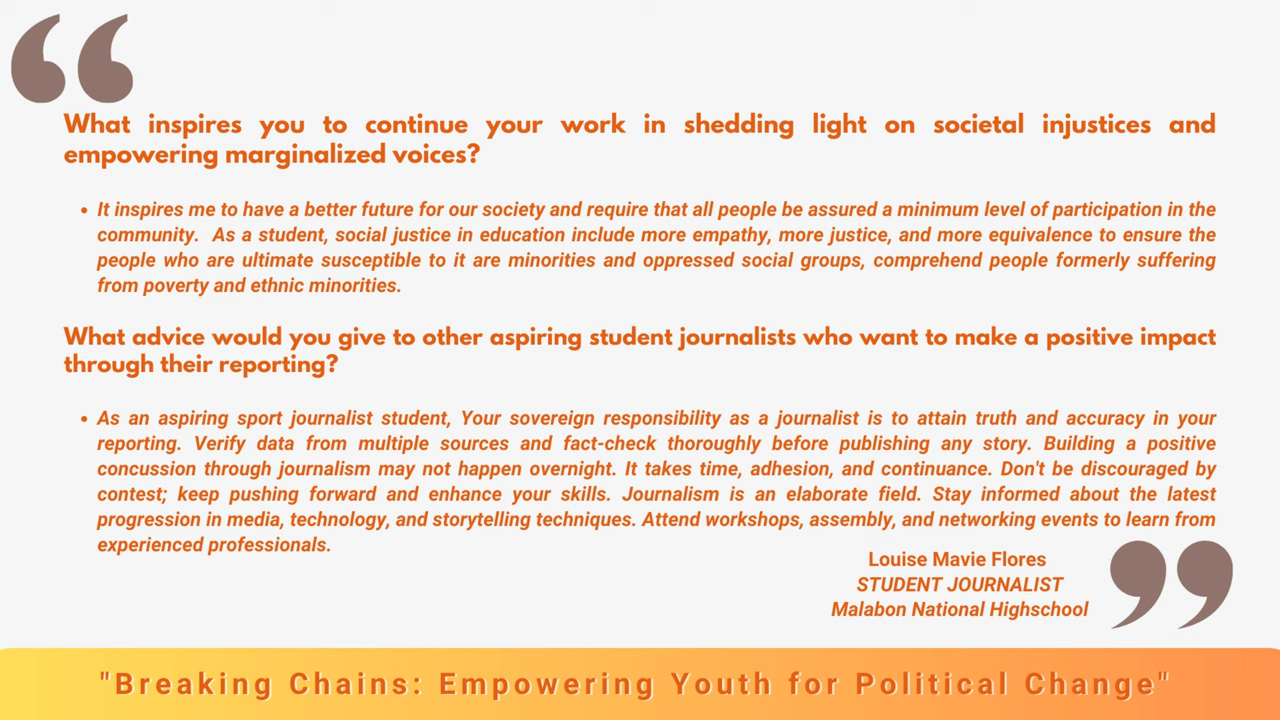 What inspires you to continue your work in shedding light on societal injustices and
empowering marginalized voices?
• It inspires me to have a better future for our society and require that all people be assured a minimum level of participation in the
community. As a student, social justice in education include more empathy, more justice, and more equivalence to ensure the
people who are ultimate susceptible to it are minorities and oppressed social groups, comprehend people formerly suffering
from poverty and ethnic minorities.
What advice would you give to other aspiring student journalists who want to make a positive impact
through their reporting?
• As an aspiring sport journalist student, Your sovereign responsibility as a journalist is to attain truth and accuracy in your
reporting. Verify data from multiple sources and fact-check thoroughly before publishing any story. Building a positive
concussion through journalism may not happen overnight. It takes time, adhesion, and continuance. Don't be discouraged by
contest; keep pushing forward and enhance your skills. Journalism is an elaborate field. Stay informed about the latest
progression in media, technology, and storytelling techniques. Attend workshops, assembly, and networking events to learn from
experienced professionals.
Louise Mavie Flores
STUDENT JOURNALIST
Malabon National Highschool
"Breaking Chains: Empowering Youth for Political Change"